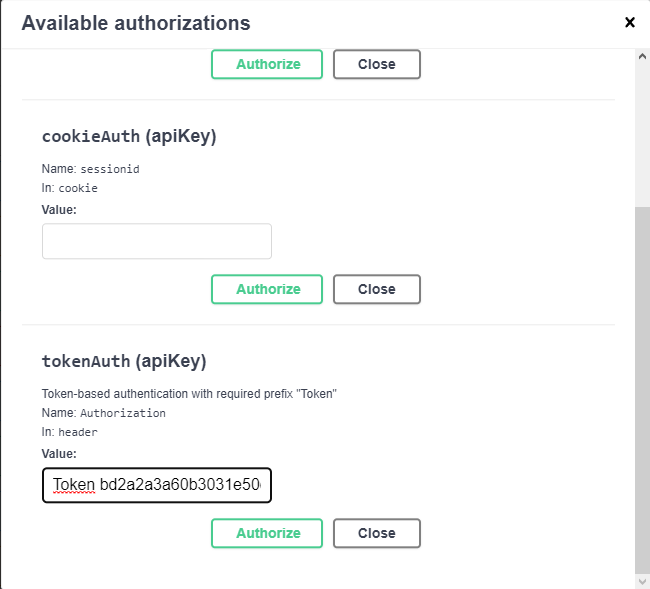 Available authorizations
Authorize Close
cookieAuth (apiKey)
Name: sessionid
In: cookie
Value:
Authorize Close
tokenAuth (apiKey)
Token-based authentication with required prefix "Token"
Name: Authorization
In: header
Value:
Token bd2a2a3a60b3031e50
Authorize Close